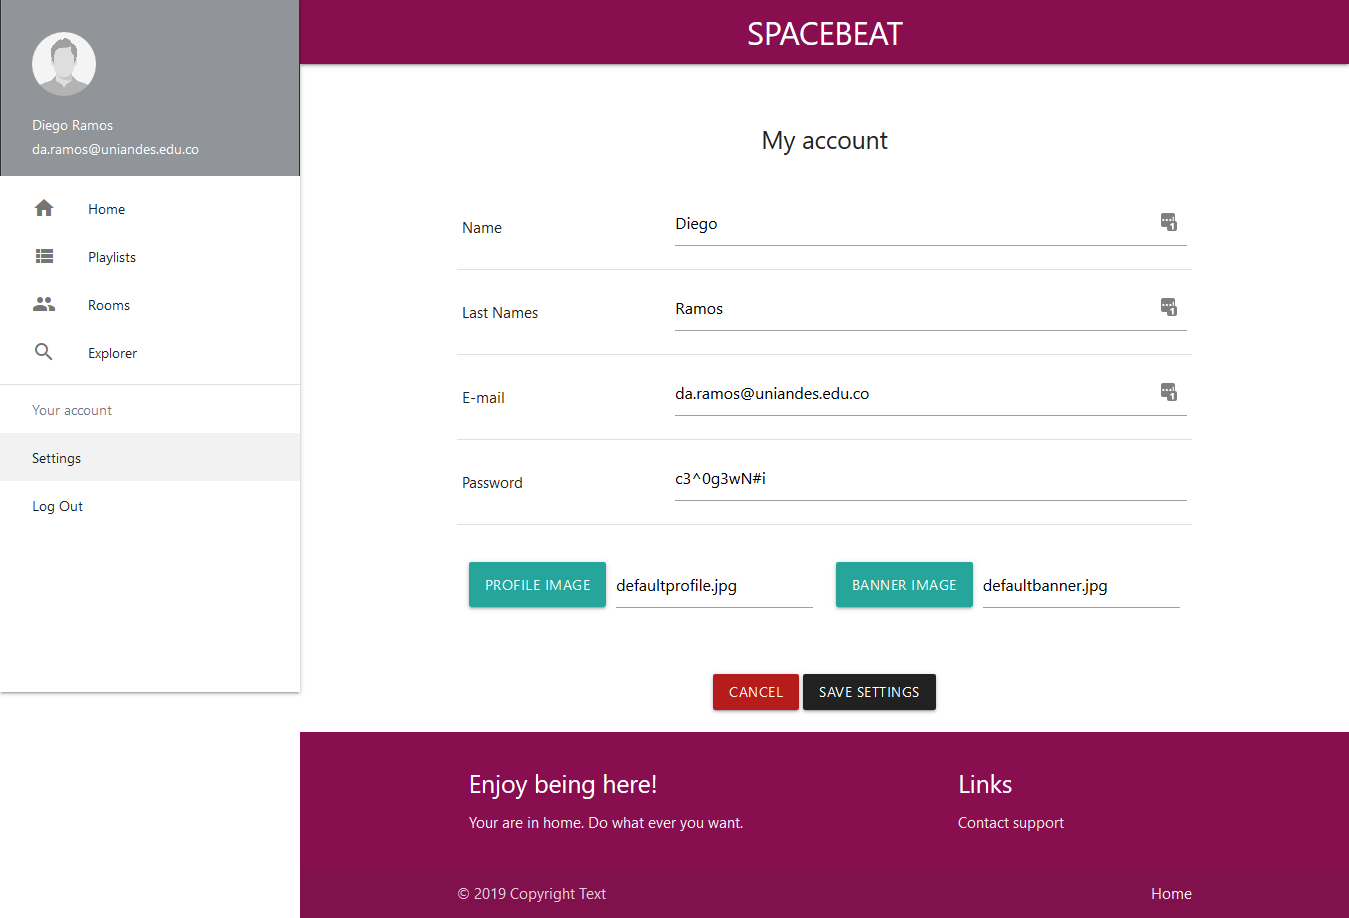 SPACEBEAT
Diego Ramos
da.ramos@uniandes.edu.co
Home
Playlists
Rooms
Explorer
Your account
Settings
Log Out
My account
Name Diego
Last Names Ramos
E-mail da.ramos@uniandes.edu.co
Password c3^0g3wN#i
PROFILE IMAGE defaultprofile.jpg BANNER IMAGE defaultbanner.jpg
CANCEL SAVE SETTINGS
Enjoy being here!
Your are in home. Do what ever you want.
Links
Contact support
© 2019 Copyright Text Home